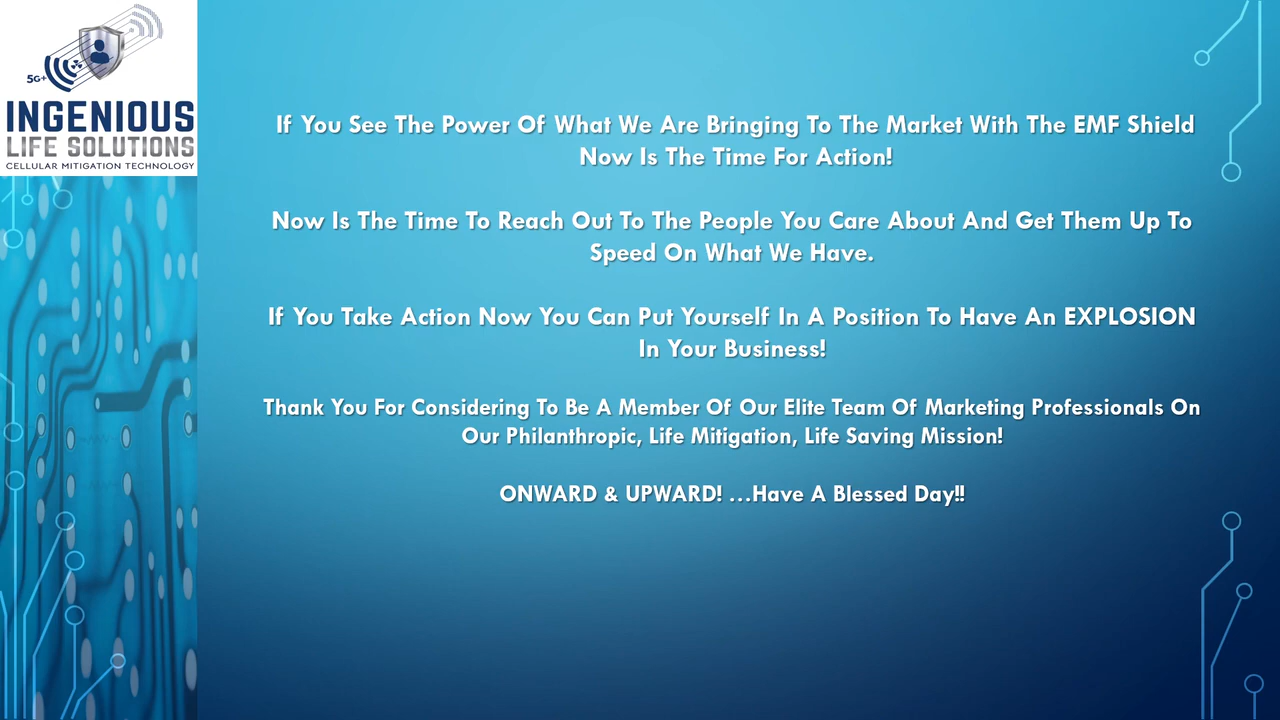 5G+
INGENIOUS
LIFE SOLUTIONS
CELLULAR MITIGATION TECHNOLOGY
If You See The Power Of What We Are Bringing To The Market With The EMF Shield
Now Is The Time For Action!
Now Is The Time To Reach Out To The People You Care About And Get Them Up To
Speed On What We Have.
If You Take Action Now You Can Put Yourself In A Position To Have An EXPLOSION
In Your Business!
Thank You For Considering To Be A Member Of Our Elite Team Of Marketing Professionals On
Our Philanthropic, Life Mitigation, Life Saving Mission!
ONWARD & UPWARD! ...Have A Blessed Day!!